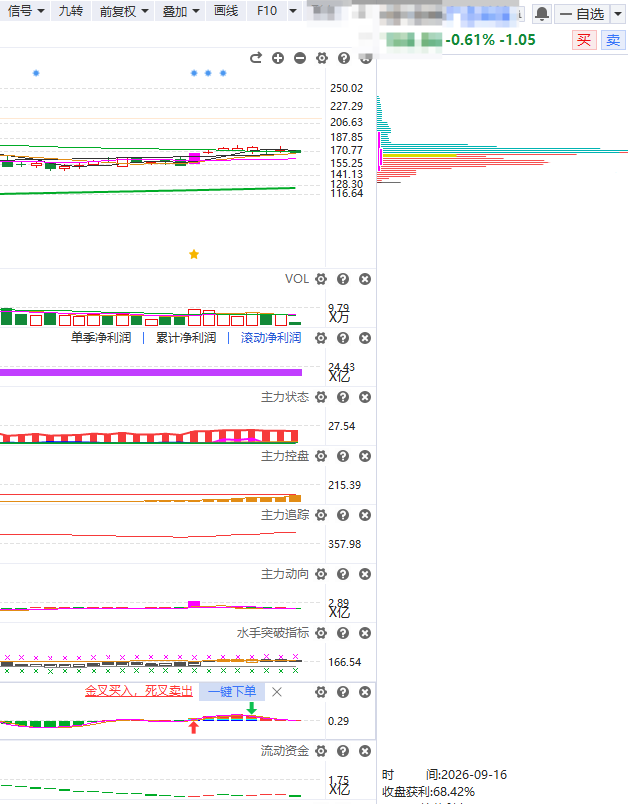 信号 九转 前复权 叠加 画线 F10 自选
-0.61% -1.05 买 卖
250.02
227.29
206.63
187.85
170.77
155.25
141.13
128.30
116.64
VOL
9.79
X万
单季净利润 | 累计净利润 | 滚动净利润
24.43
X亿
主力状态
27.54
主力控盘
215.39
主力追踪
357.98
主力动向
2.89
X亿
水手突破指标
166.54
金叉买入，死叉卖出 一键下单
0.29
流动资金
1.75
X亿
时 间:2026-09-16
收盘获利:68.42%